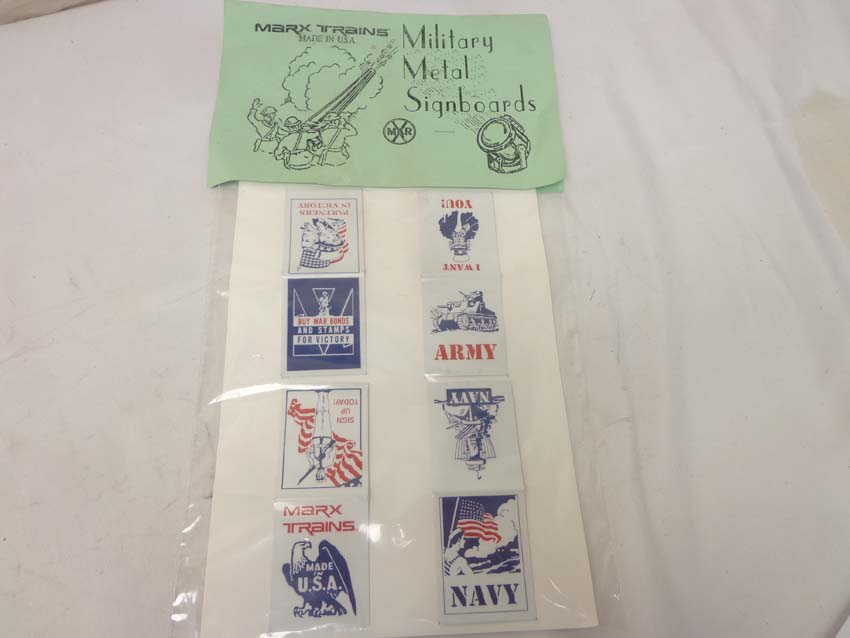 MARX TRAINS
MADE IN U.S.A.
Military
Metal
Signboards
MAR
PARTNERS
IN VICTORY
I WANT
YOU!
BUY WAR BONDS
AND STAMPS
FOR VICTORY
ARMY
SIGN
UP
TODAY!
NAVY
MARX
TRAINS
MADE
IN
U.S.A.
NAVY